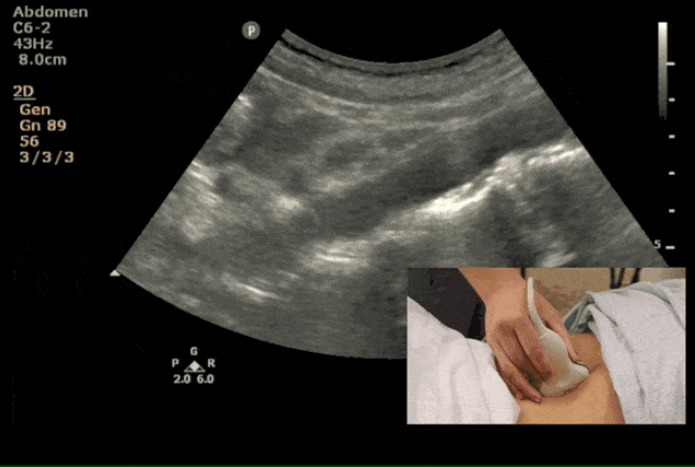 Abdomen
C6-2
43Hz
8.0cm
2D
Gen
Gn 89
56
3/3/3
P
5
G
P R
2.0 6.0